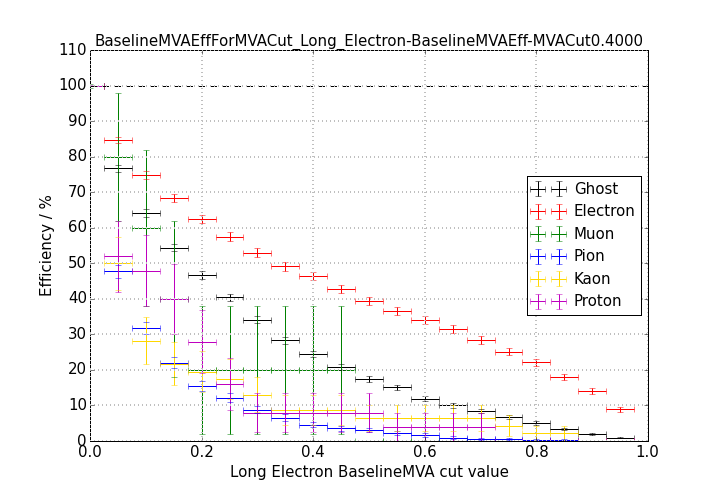 BaselineMVAEffForMVACut_Long_Electron-BaselineMVAEff-MVACut0.4000
110
100
90
80
70
60
50
40
30
20
10
0
Efficiency / %
Ghost
Electron
Muon
Pion
Kaon
Proton
0.0 0.2 0.4 0.6 0.8 1.0
Long Electron BaselineMVA cut value